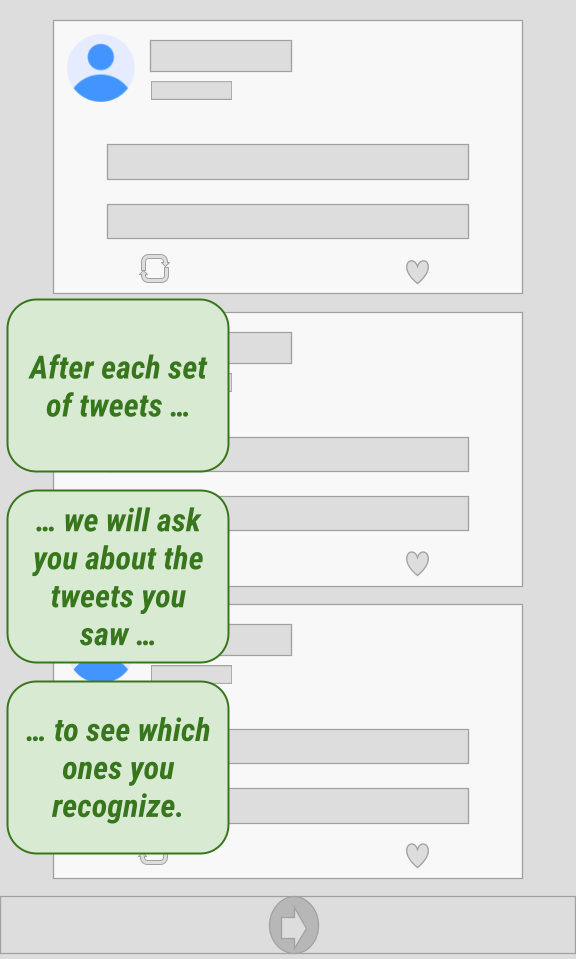 After each set
of tweets …
… we will ask
you about the
tweets you
saw …
… to see which
ones you
recognize.